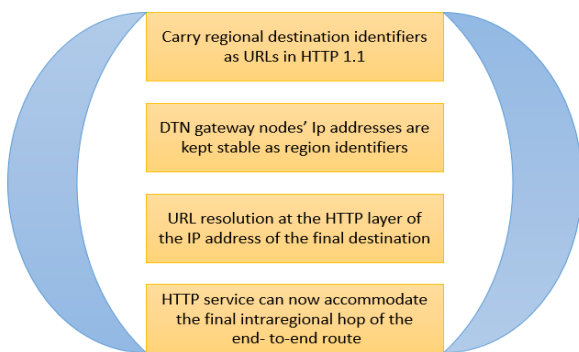 Carry regional destination identifiers
as URLs in HTTP 1.1
DTN gateway nodes' Ip addresses are
kept stable as region identifiers
URL resolution at the HTTP layer of
the IP address of the final destination
HTTP service can now accommodate
the final intraregional hop of the
end- to-end route